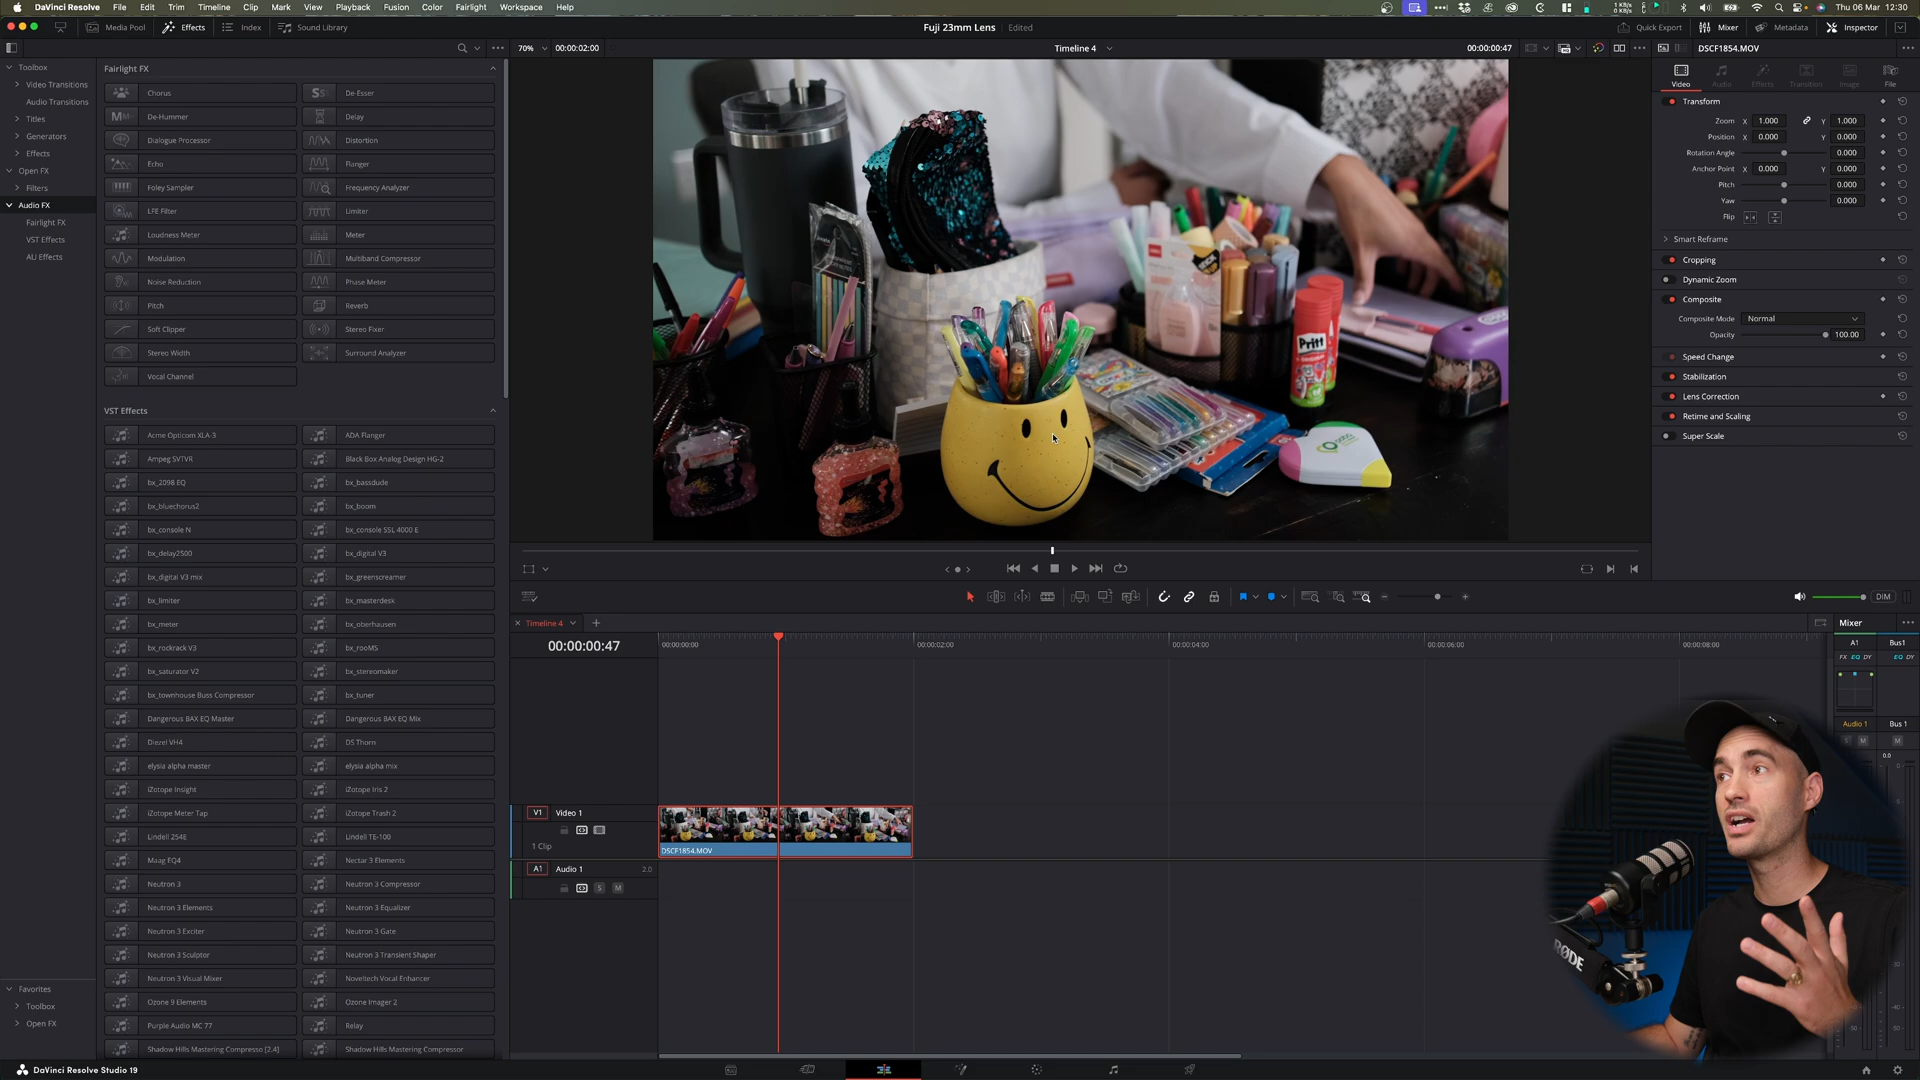 DaVinci Resolve File Edit Trim Timeline Clip Mark View Playback Fusion Color Fairlight Workspace Help
1 KB/s
0 KB/s
Thu 06 Mar 12:30
Media Pool Effects Index Sound Library
Fuji 23mm Lens Edited
Quick Export Mixer Metadata Inspector
70% 00:00:02:00
Timeline 4
00:00:00:47
DSCF1854.MOV
Toolbox
Video Transitions
Audio Transitions
Titles
Generators
Effects
Open FX
Filters
Audio FX
Fairlight FX
VST Effects
AU Effects
Favorites
Toolbox
Open FX
Fairlight FX
Chorus De-Esser
De-Hummer Delay
Dialogue Processor Distortion
Echo Flanger
Foley Sampler Frequency Analyzer
LFE Filter Limiter
Loudness Meter Meter
Modulation Multiband Compressor
Noise Reduction Phase Meter
Pitch Reverb
Soft Clipper Stereo Fixer
Stereo Width Surround Analyzer
Vocal Channel
VST Effects
Acme Opticom XLA-3 ADA Flanger
Ampeg SVTVR Black Box Analog Design HG-2
bx_2098 EQ bx_bassdude
bx_bluechorus2 bx_boom
bx_console N bx_console SSL 4000 E
bx_delay2500 bx_digital V3
bx_digital V3 mix bx_greenscreamer
bx_limiter bx_masterdesk
bx_meter bx_oberhausen
bx_rockrack V3 bx_rooMS
bx_saturator V2 bx_stereomaker
bx_townhouse Buss Compressor bx_tuner
Dangerous BAX EQ Master Dangerous BAX EQ Mix
Diezel VH4 DS Thorn
elysia alpha master elysia alpha mix
iZotope Insight iZotope Iris 2
iZotope Meter Tap iZotope Trash 2
Lindell 254E Lindell TE-100
Maag EQ4 Nectar 3 Elements
Neutron 3 Neutron 3 Compressor
Neutron 3 Elements Neutron 3 Equalizer
Neutron 3 Exciter Neutron 3 Gate
Neutron 3 Sculptor Neutron 3 Transient Shaper
Neutron 3 Visual Mixer Noveltech Vocal Enhancer
Ozone 9 Elements Ozone Imager 2
Purple Audio MC 77 Relay
Shadow Hills Mastering Compresso [2.4] Shadow Hills Mastering Compressor
Pritt
Video Audio Effects Transition Image File
Transform
Zoom X 1.000 Y 1.000
Position X 0.000 Y 0.000
Rotation Angle 0.000
Anchor Point X 0.000 Y 0.000
Pitch 0.000
Yaw 0.000
Flip
Smart Reframe
Cropping
Dynamic Zoom
Composite
Composite Mode Normal
Opacity 100.00
Speed Change
Stabilization
Lens Correction
Retime and Scaling
Super Scale
DIM
Timeline 4
00:00:00:47
00:00:00:00 00:00:02:00 00:00:04:00 00:00:06:00 00:00:08:00
V1 Video 1
1 Clip
DSCF1854.MOV
A1 Audio 1 2.0
S M
Mixer
A1 Bus1
FX EQ DY EQ DY
Audio 1 Bus 1
S M M
0.0
RØDE
DaVinci Resolve Studio 19